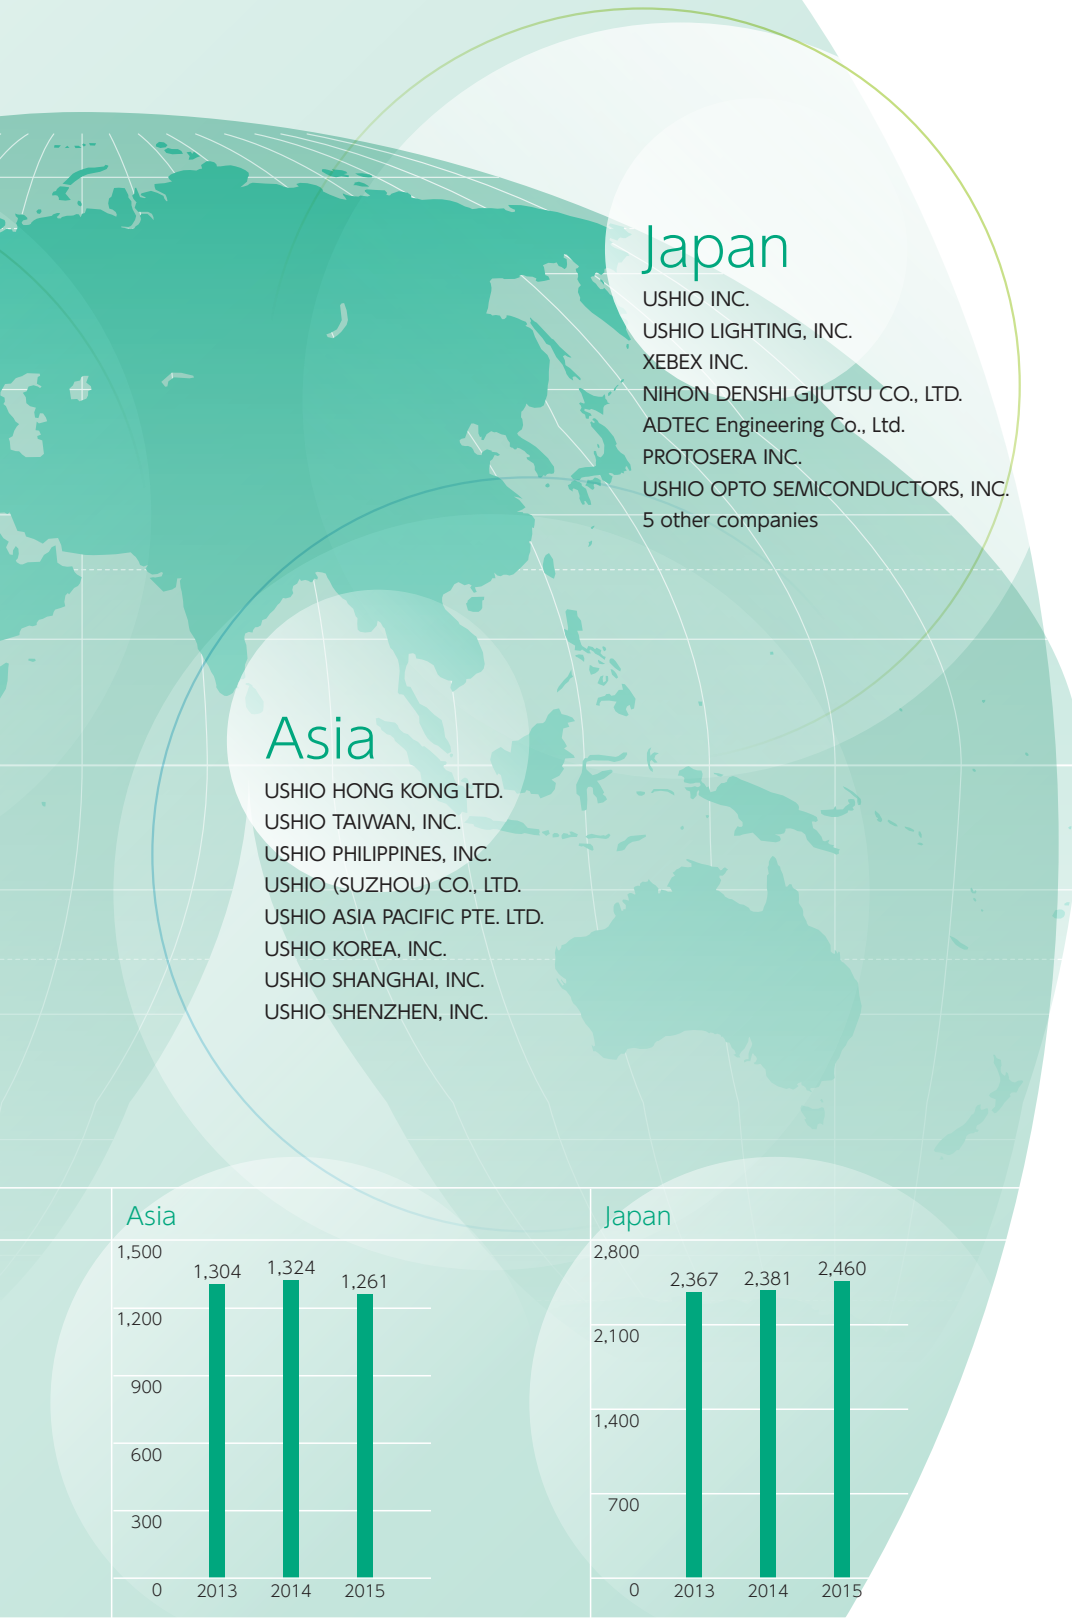 Japan
USHIO INC.
USHIO LIGHTING, INC.
XEBEX INC.
NIHON DENSHI GIJUTSU CO., LTD.
ADTEC Engineering Co., Ltd.
PROTOSERA INC.
USHIO OPTO SEMICONDUCTORS, INC.
5 other companies
Asia
USHIO HONG KONG LTD.
USHIO TAIWAN, INC.
USHIO PHILIPPINES, INC.
USHIO (SUZHOU) CO., LTD.
USHIO ASIA PACIFIC PTE. LTD.
USHIO KOREA, INC.
USHIO SHANGHAI, INC.
USHIO SHENZHEN, INC.
Asia
1,500
1,304 1,324 1,261
1,200
900
600
300
0 2013 2014 2015
Japan
2,800
2,367 2,381 2,460
2,100
1,400
700
0 2013 2014 2015